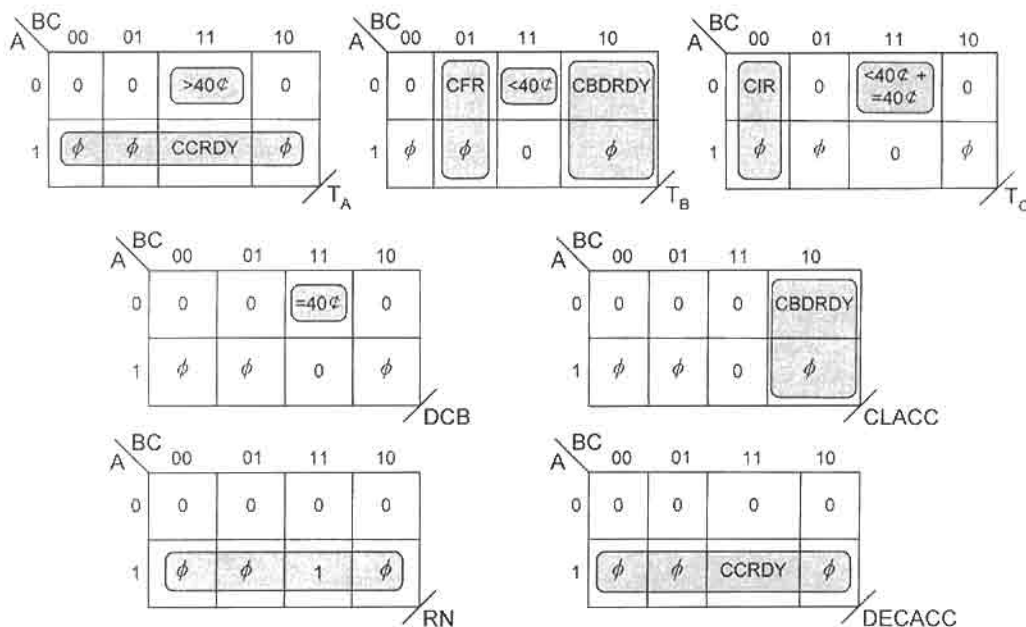 BC BC BC
A 00 01 11 10 A 00 01 11 10 A 00 01 11 10
0 0 0 >40¢ 0 0 0 CFR <40¢ CBDRDY 0 CIR 0 <40¢ + 0
=40¢
1 ϕ ϕ CCRDY ϕ 1 ϕ ϕ 0 ϕ 1 ϕ ϕ 0 ϕ
T_A T_B T_C
BC BC
A 00 01 11 10 A 00 01 11 10
0 0 0 =40¢ 0 0 0 0 0 CBDRDY
1 ϕ ϕ 0 ϕ 1 ϕ ϕ 0 ϕ
DCB CLACC
BC BC
A 00 01 11 10 A 00 01 11 10
0 0 0 0 0 0 0 0 0 0
1 ϕ ϕ 1 ϕ 1 ϕ ϕ CCRDY ϕ
RN DECACC